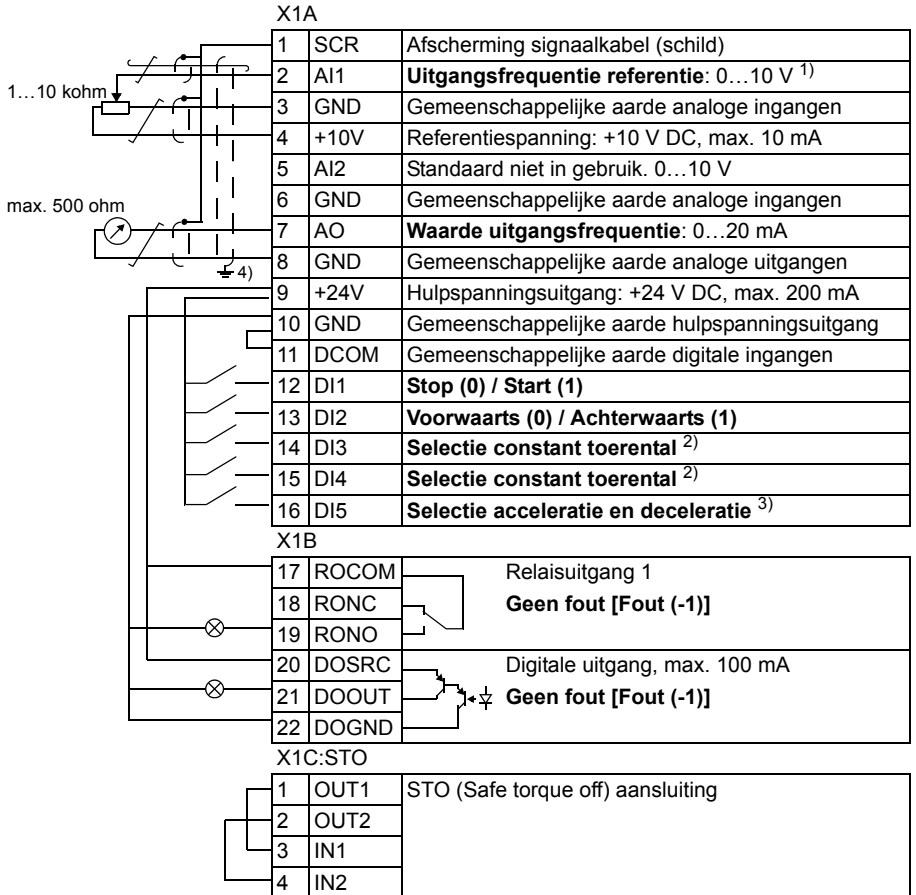 X1A
1 SCR Afscherming signaalkabel (schild)
2 AI1 Uitgangsfrequentie referentie: 0…10 V 1)
1…10 kohm
3 GND Gemeenschappelijke aarde analoge ingangen
4 +10V Referentiespanning: +10 V DC, max. 10 mA
5 AI2 Standaard niet in gebruik. 0…10 V
6 GND Gemeenschappelijke aarde analoge ingangen
max. 500 ohm
7 AO Waarde uitgangsfrequentie: 0…20 mA
8 GND Gemeenschappelijke aarde analoge uitgangen
4)
9 +24V Hulpspanningsuitgang: +24 V DC, max. 200 mA
10 GND Gemeenschappelijke aarde hulpspanningsuitgang
11 DCOM Gemeenschappelijke aarde digitale ingangen
12 DI1 Stop (0) / Start (1)
13 DI2 Voorwaarts (0) / Achterwaarts (1)
14 DI3 Selectie constant toerental 2)
15 DI4 Selectie constant toerental 2)
16 DI5 Selectie acceleratie en deceleratie 3)
X1B
17 ROCOM Relaisuitgang 1
18 RONC Geen fout [Fout (-1)]
19 RONO
20 DOSRC Digitale uitgang, max. 100 mA
21 DOOUT Geen fout [Fout (-1)]
22 DOGND
X1C:STO
1 OUT1 STO (Safe torque off) aansluiting
2 OUT2
3 IN1
4 IN2